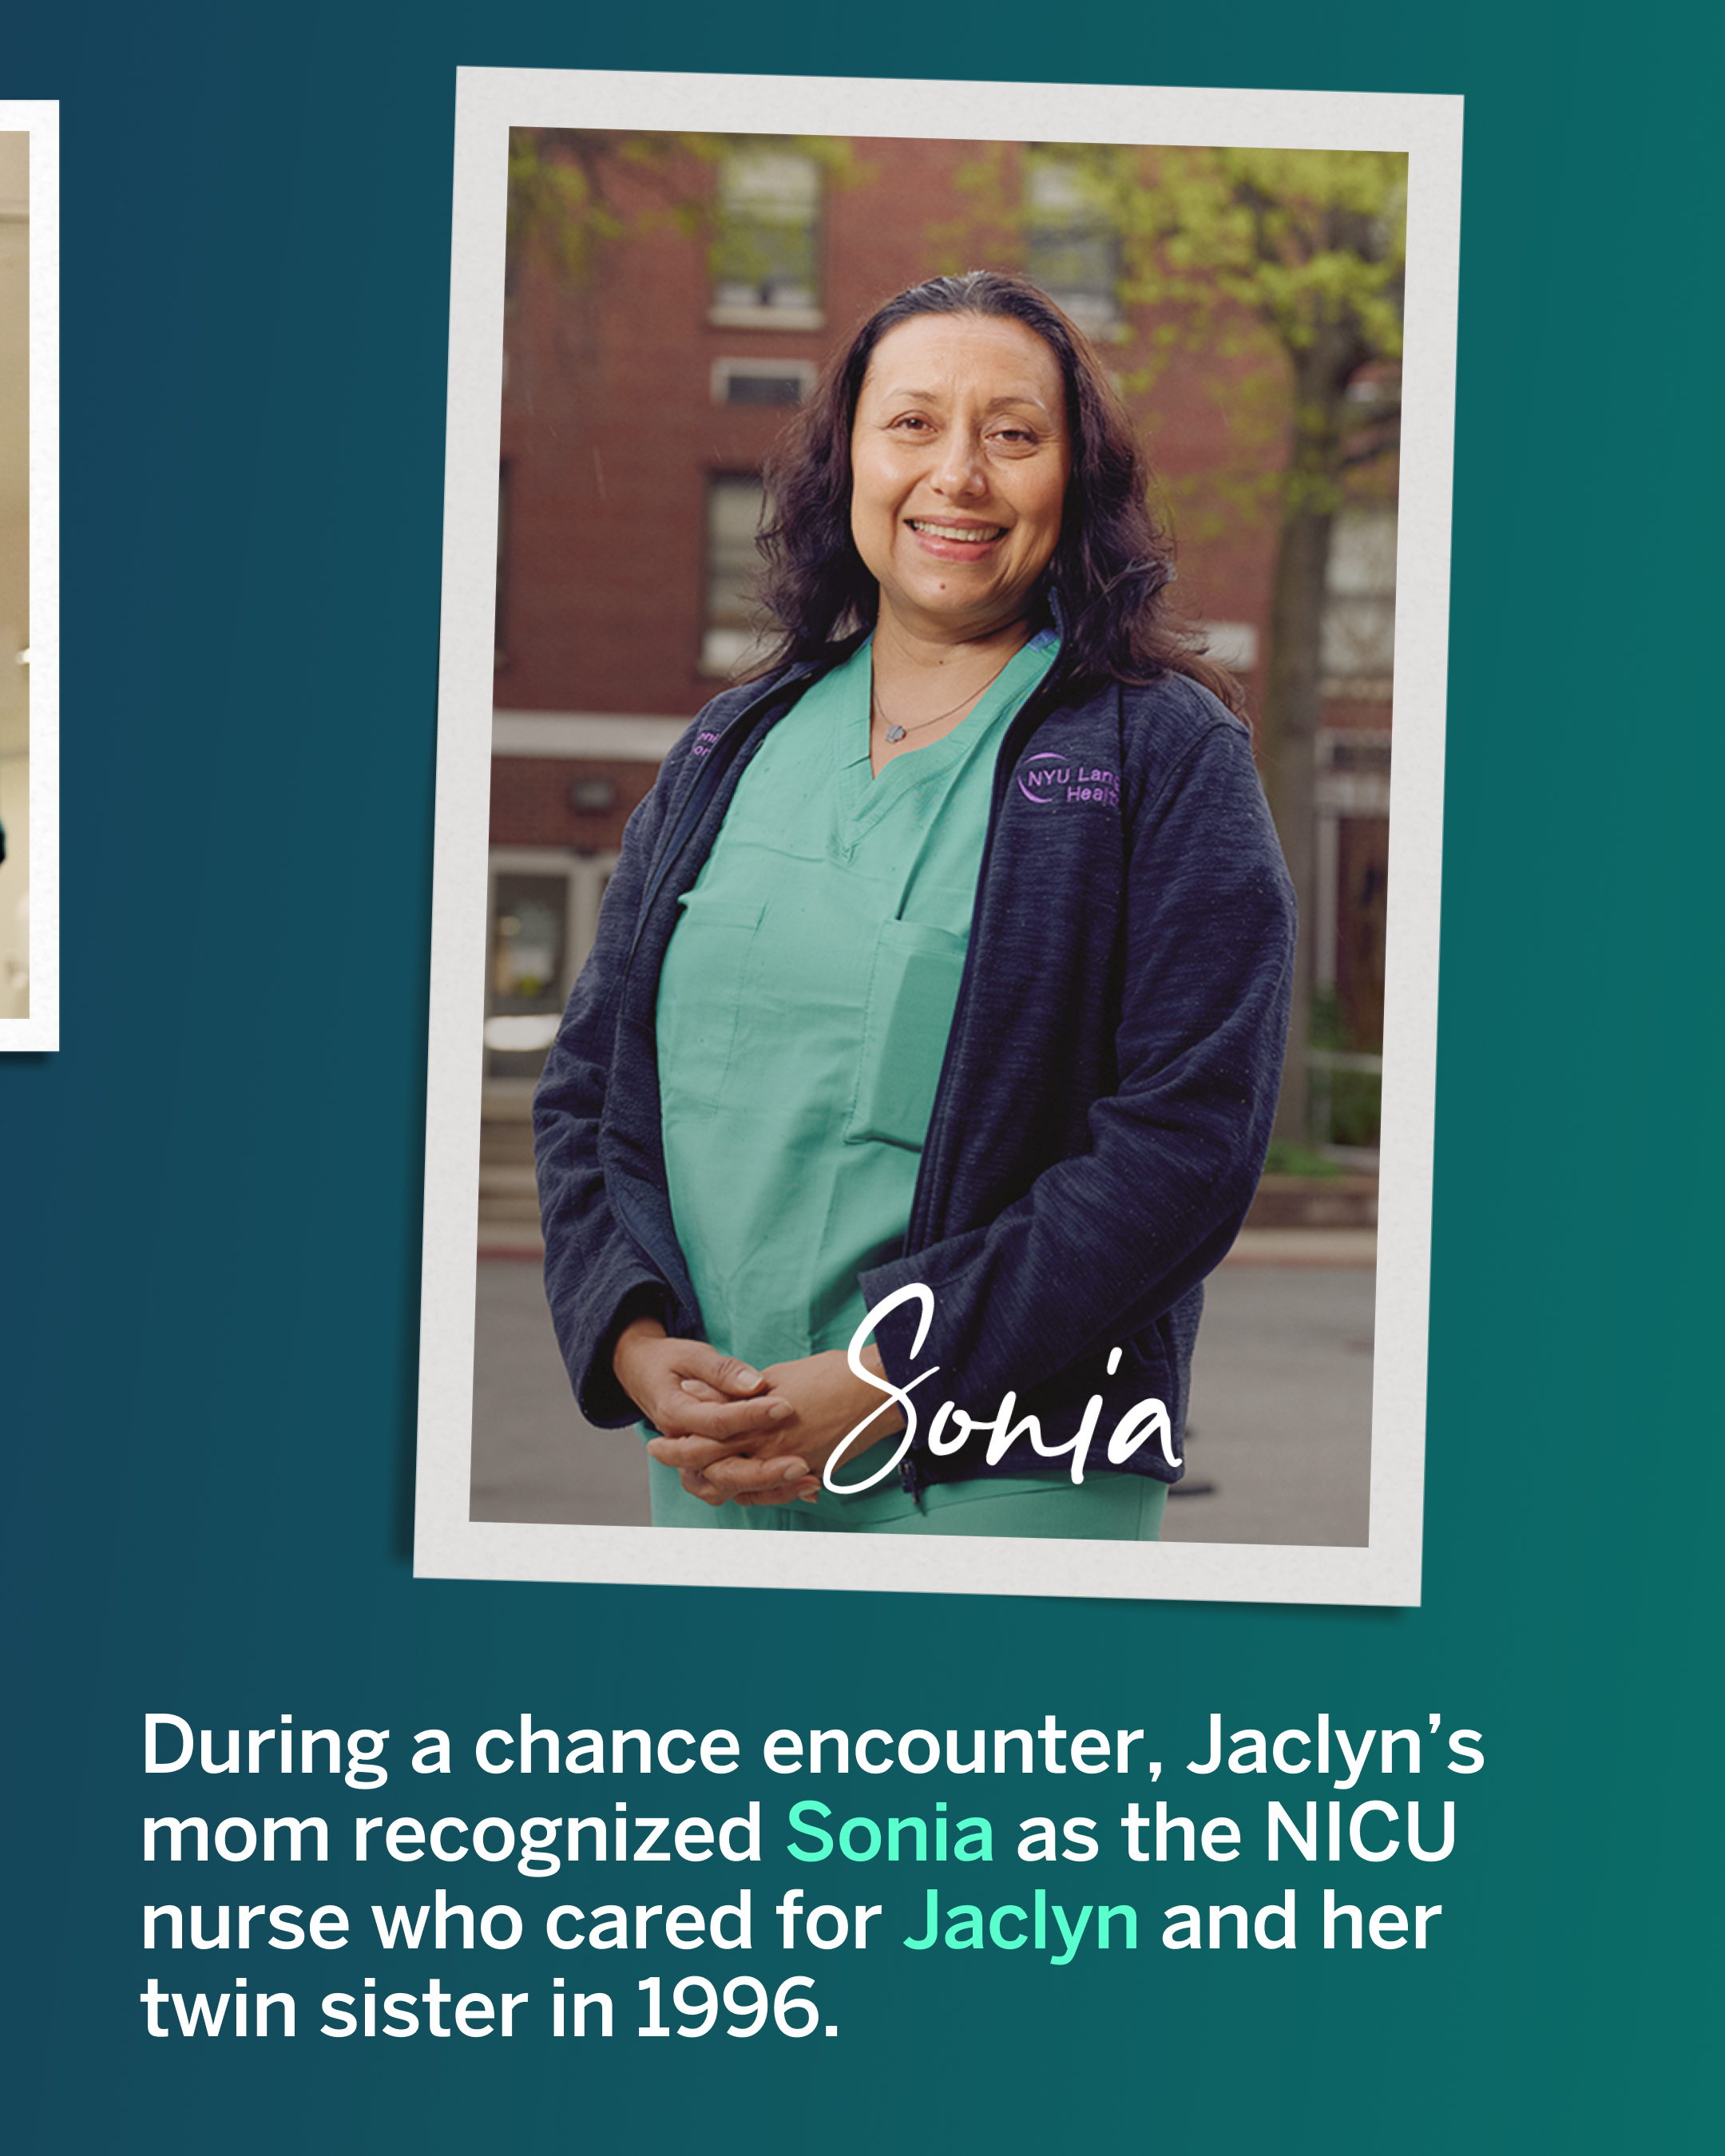 NYU
Sonia
During a chance encounter, Jaclyn’s
mom recognized Sonia as the NICU
nurse who cared for Jaclyn and her
twin sister in 1996.